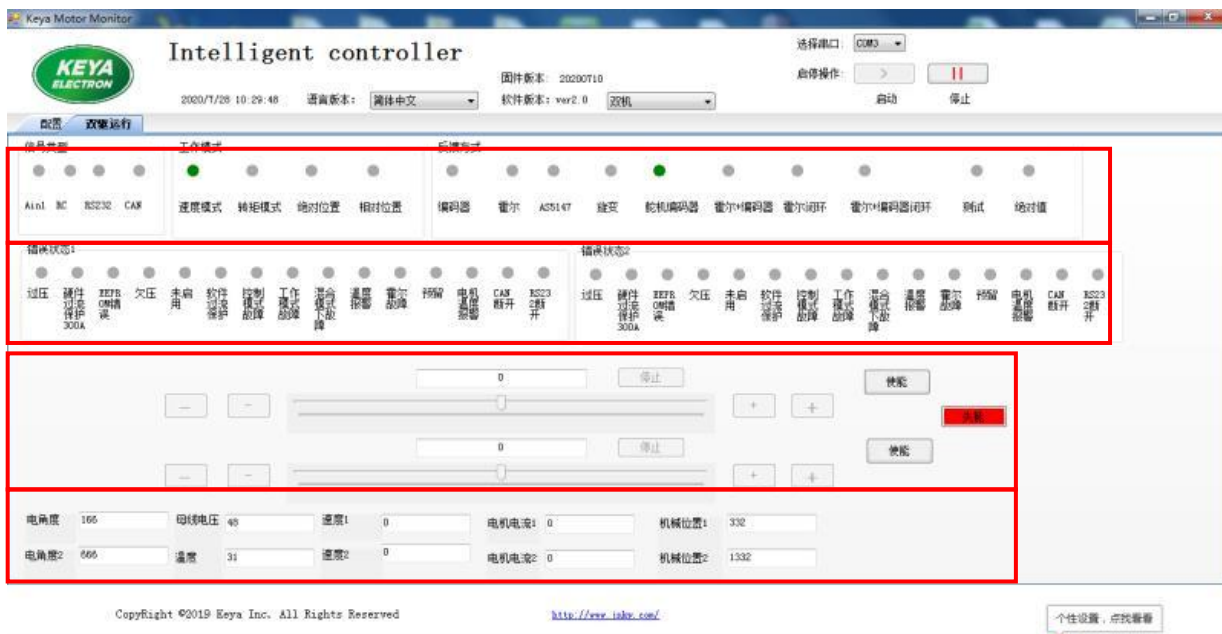 Keya Motor Monitor
KEYA
ELECTRON
Intelligent controller
选择串口: COM3
启停操作: > 启动 停止
固件版本: 20200710
2020/7/28 10:29:48 语言版本: 简体中文 软件版本: ver2.0 双机
配置 双驱运行
信号类型 工作模式 反馈方式
Ain1 RC RS232 CAN 速度模式 转矩模式 绝对位置 相对位置 编码器 霍尔 AS5147 旋变 舵机编码器 霍尔+编码器 霍尔闭环 霍尔+编码器闭环 测试 绝对值
错误状态1
过压 硬件过流保护300A EEPROM错误 欠压 未启用 软件过流保护 控制模式故障 工作模式故障 混合模式下故障 温度报警 霍尔故障 预留 电机温度报警 CAN断开 RS232断开
错误状态2
过压 硬件过流保护300A EEPROM错误 欠压 未启用 软件过流保护 控制模式故障 工作模式故障 混合模式下故障 温度报警 霍尔故障 预留 电机温度报警 CAN断开 RS232断开
0 停止 使能
— - + +
失能
0 停止 使能
— - + +
电角度 166 母线电压 48 速度1 0 电机电流1 0 机械位置1 332
电角度2 666 温度 31 速度2 0 电机电流2 0 机械位置2 1332
CopyRight ©2019 Keya Inc. All Rights Reserved
个性设置，点我看看